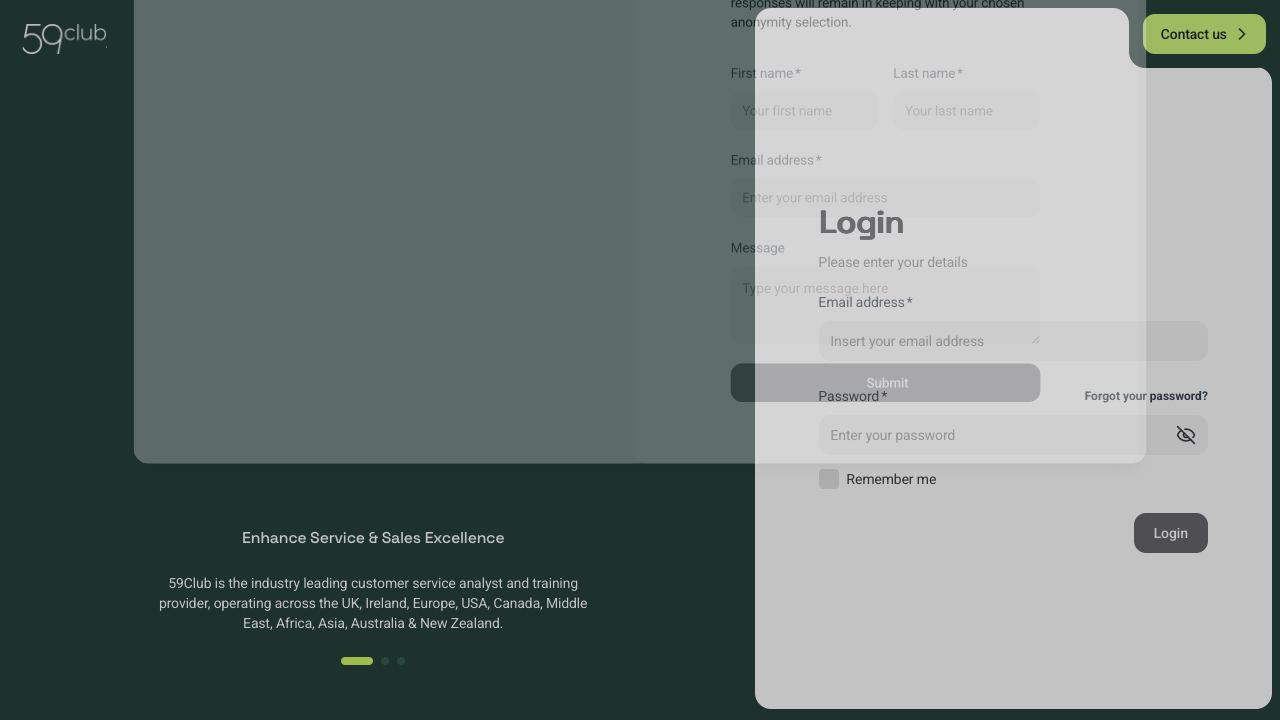 59club
Contact us
responses will remain in keeping with your chosen
anonymity selection.
First name*
Last name*
Your first name
Your last name
Email address*
Enter your email address
Message
Type your message here
Submit
Login
Please enter your details
Email address*
Insert your email address
Password*
Forgot your password?
Enter your password
Remember me
Login
Enhance Service & Sales Excellence
59Club is the industry leading customer service analyst and training
provider, operating across the UK, Ireland, Europe, USA, Canada, Middle
East, Africa, Asia, Australia & New Zealand.